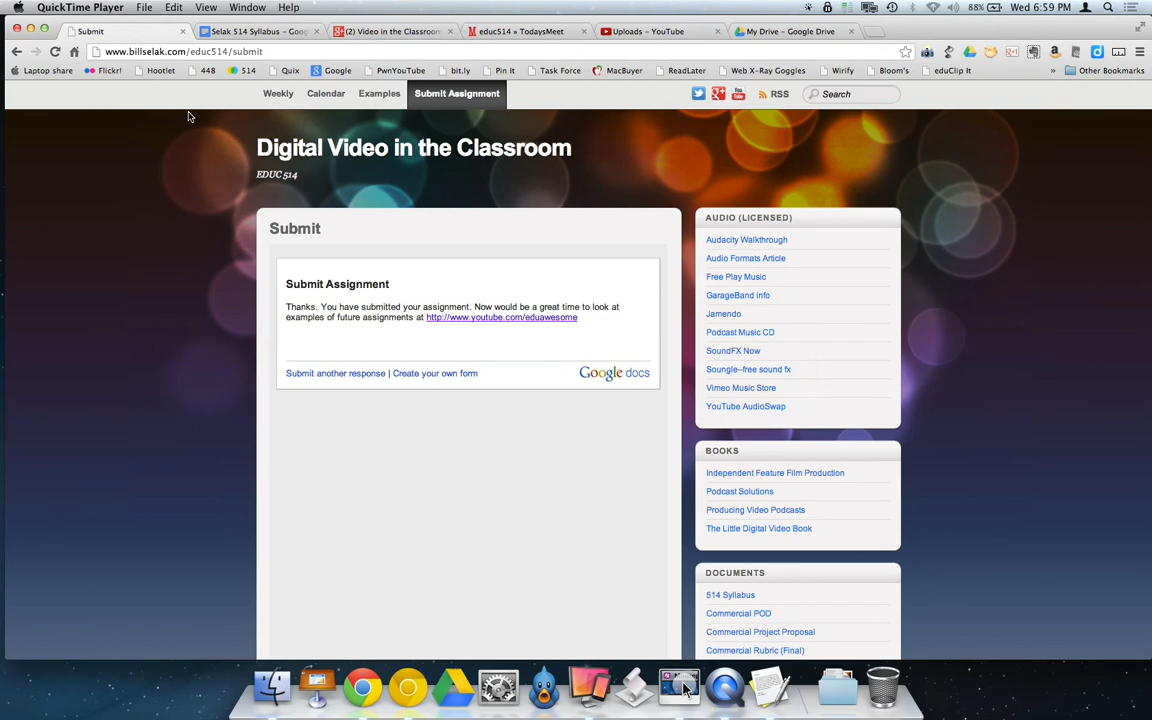 QuickTime Player File Edit View Window Help 88% Wed 6:59 PM
Submit Selak 514 Syllabus – Goog (2) Video in the Classroom educ514 » TodaysMeet Uploads – YouTube My Drive – Google Drive
www.billselak.com/educ514/submit
Laptop share Flickr! Hootlet 448 514 Quix Google PwnYouTube bit.ly Pin It Task Force MacBuyer ReadLater Web X-Ray Goggles Wirify Bloom's eduClip It » Other Bookmarks
Weekly Calendar Examples Submit Assignment RSS Search
Digital Video in the Classroom
EDUC 514
Submit
Submit Assignment
Thanks. You have submitted your assignment. Now would be a great time to look at
examples of future assignments at http://www.youtube.com/eduawesome
Submit another response | Create your own form Google docs
AUDIO (LICENSED)
Audacity Walkthrough
Audio Formats Article
Free Play Music
GarageBand info
Jamendo
Podcast Music CD
SoundFX Now
Soungle–free sound fx
Vimeo Music Store
YouTube AudioSwap
BOOKS
Independent Feature Film Production
Podcast Solutions
Producing Video Podcasts
The Little Digital Video Book
DOCUMENTS
514 Syllabus
Commercial POD
Commercial Project Proposal
Commercial Rubric (Final)